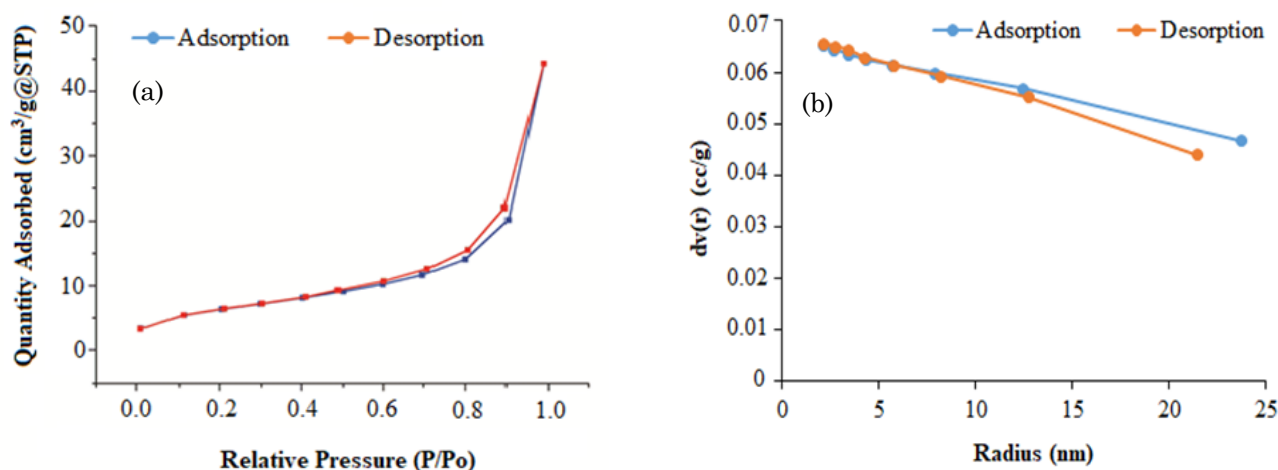 Adsorption
Desorption
(a)
Quantity Adsorbed (cm³/g@STP)
50
40
30
20
10
0
0.0
0.2
0.4
0.6
0.8
1.0
Relative Pressure (P/Po)
Adsorption
Desorption
(b)
dv(r) (cc/g)
0.07
0.06
0.05
0.04
0.03
0.02
0.01
0
0
5
10
15
20
25
Radius (nm)